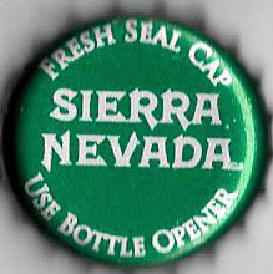 FRESH SEAL CAP
SIERRA
NEVADA
USE BOTTLE OPENER